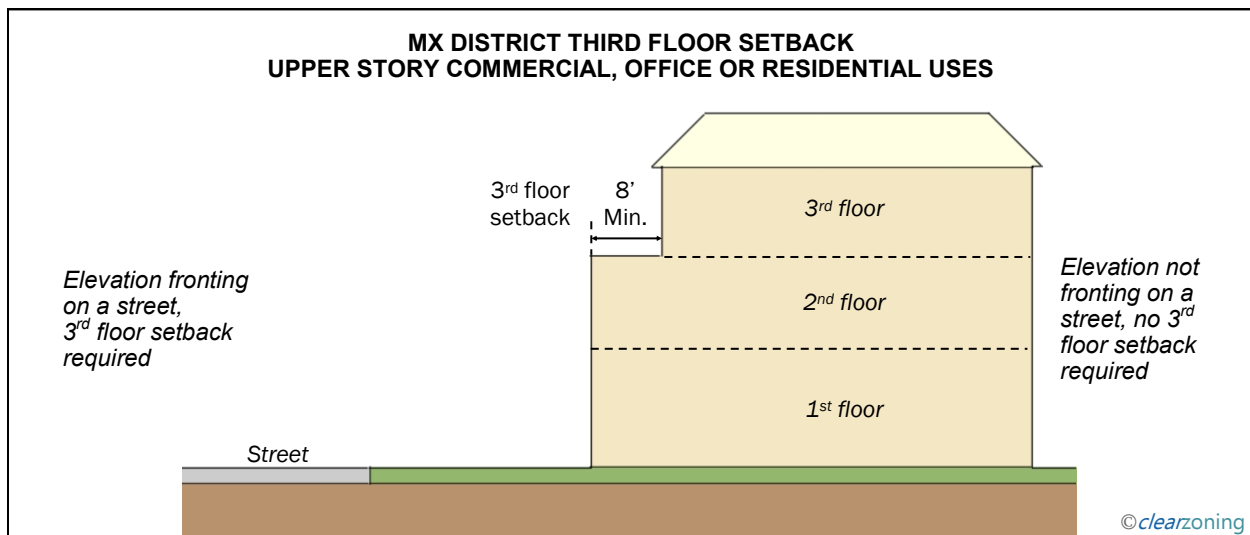 MX DISTRICT THIRD FLOOR SETBACK
UPPER STORY COMMERCIAL, OFFICE OR RESIDENTIAL USES
3rd floor
setback
8’
Min.
3rd floor
Elevation fronting
on a street,
3rd floor setback
required
2nd floor
Elevation not
fronting on a
street, no 3rd
floor setback
required
1st floor
Street
©clearzoning